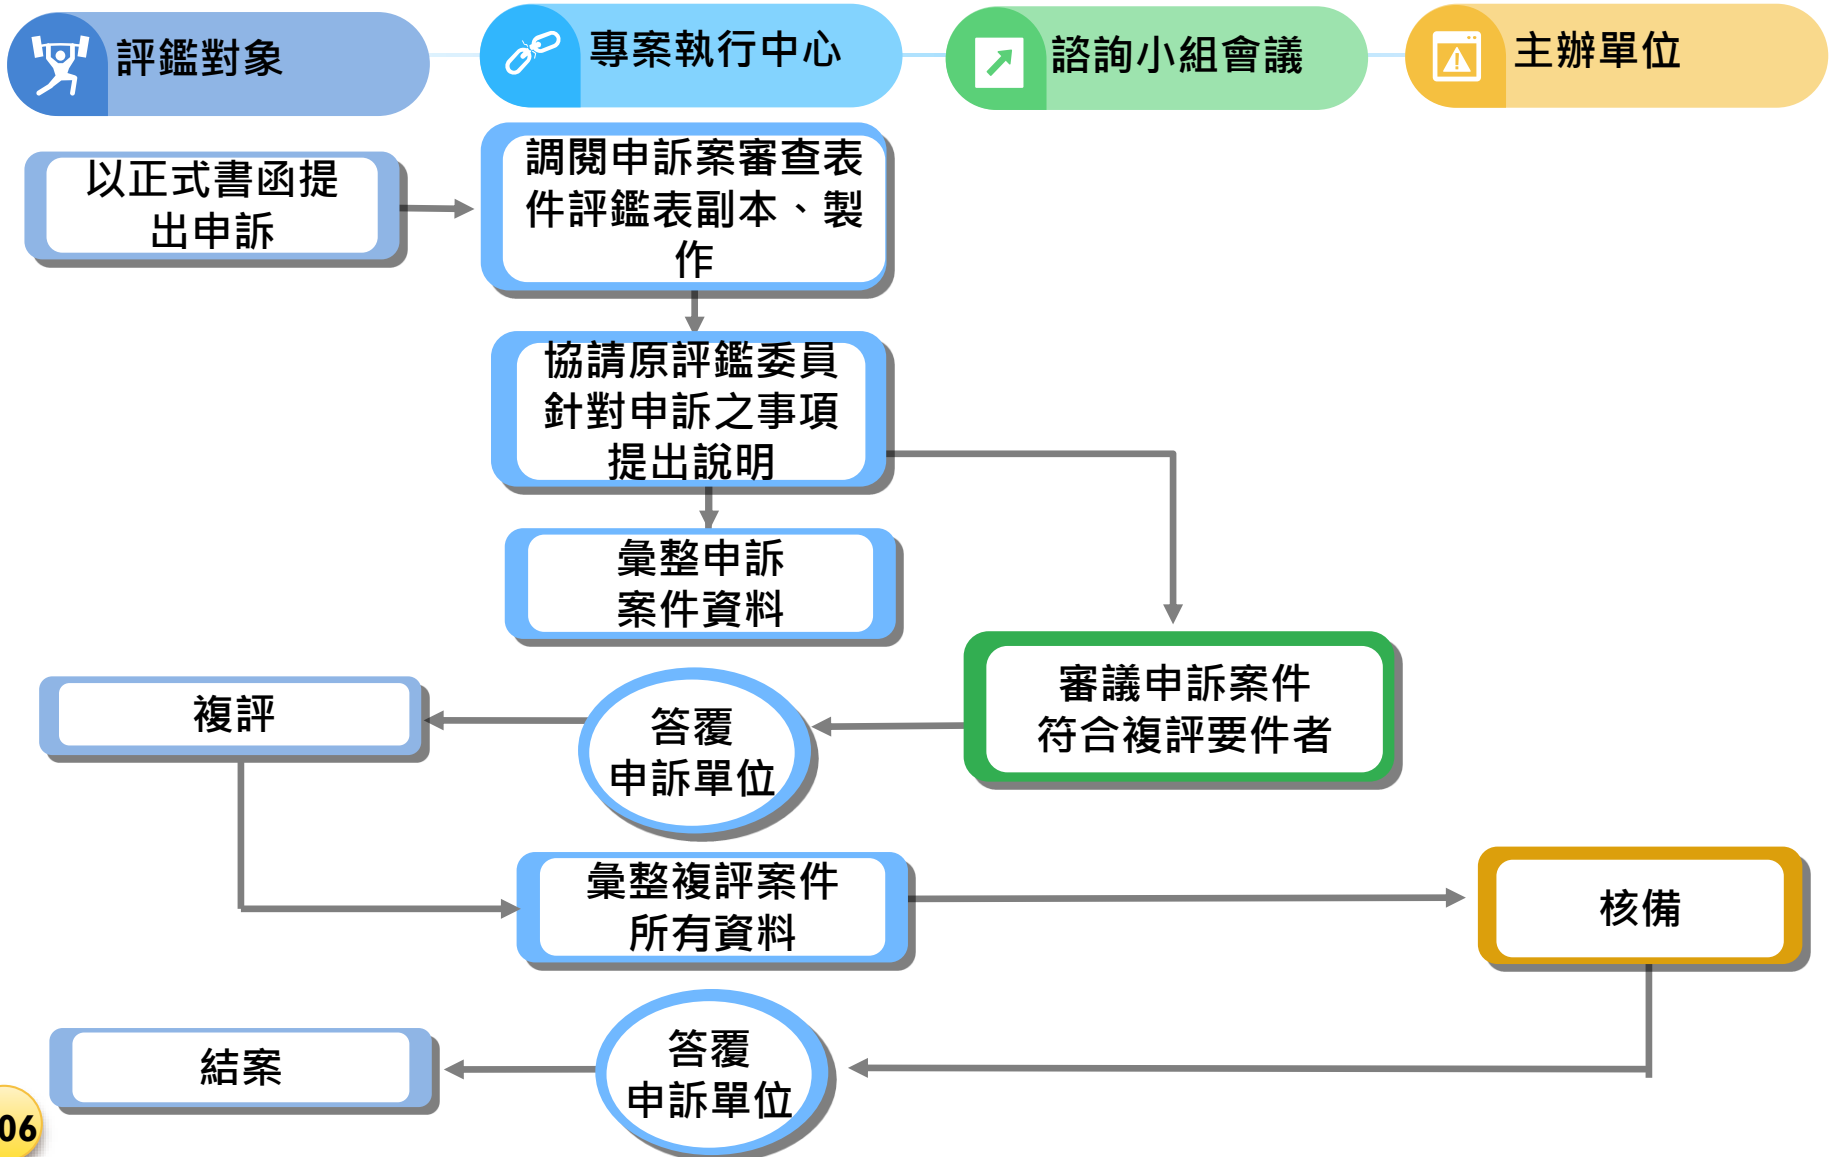 評鑑對象
專案執行中心
諮詢小組會議
主辦單位
以正式書函提
出申訴
調閱申訴案審查表
件評鑑表副本、製
作
協請原評鑑委員
針對申訴之事項
提出說明
彙整申訴
案件資料
審議申訴案件
符合複評要件者
答覆
申訴單位
複評
彙整複評案件
所有資料
核備
答覆
申訴單位
結案
06